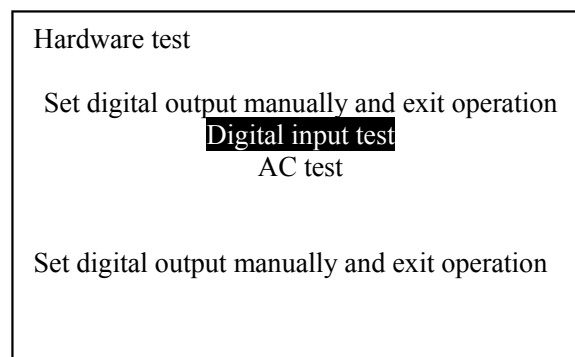 Hardware test
Set digital output manually and exit operation
Digital input test
AC test
Set digital output manually and exit operation